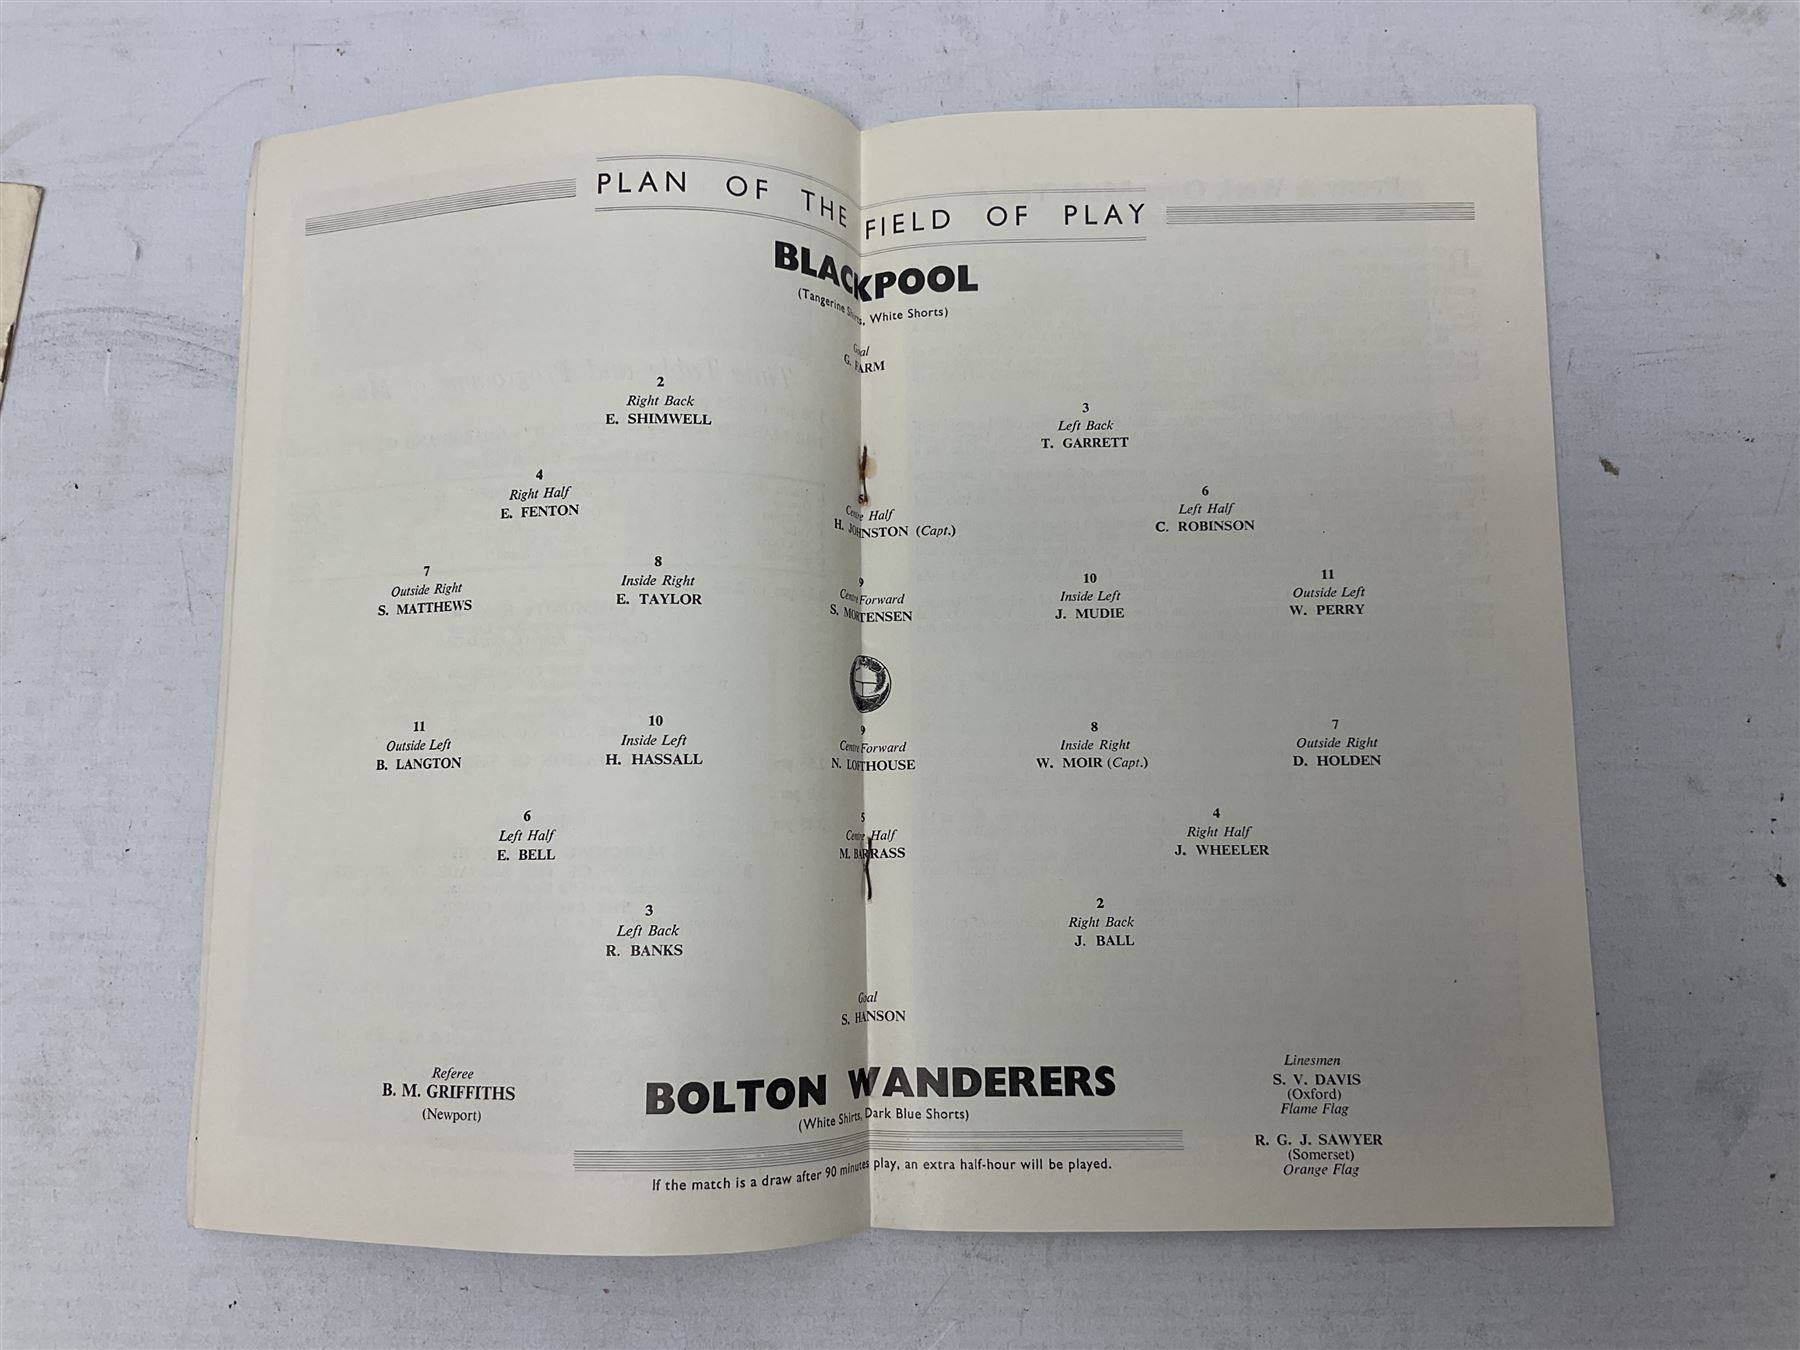 PLAN OF THE FIELD OF PLAY
BLACKPOOL
(Tangerine Shirts, White Shorts)
Goal
G. FARM
2
Right Back
E. SHIMWELL
3
Left Back
T. GARRETT
4
Right Half
E. FENTON
5
Centre Half
H. JOHNSTON (Capt.)
6
Left Half
C. ROBINSON
7
Outside Right
S. MATTHEWS
8
Inside Right
E. TAYLOR
9
Centre Forward
S. MORTENSEN
10
Inside Left
J. MUDIE
11
Outside Left
W. PERRY
11
Outside Left
B. LANGTON
10
Inside Left
H. HASSALL
9
Centre Forward
N. LOFTHOUSE
8
Inside Right
W. MOIR (Capt.)
7
Outside Right
D. HOLDEN
6
Left Half
E. BELL
5
Centre Half
M. BARRASS
4
Right Half
J. WHEELER
3
Left Back
R. BANKS
2
Right Back
J. BALL
Goal
S. HANSON
Referee
B. M. GRIFFITHS
(Newport)
BOLTON WANDERERS
(White Shirts, Dark Blue Shorts)
If the match is a draw after 90 minutes play, an extra half-hour will be played.
Linesmen
S. V. DAVIS
(Oxford)
Flame Flag
R. G. J. SAWYER
(Somerset)
Orange Flag